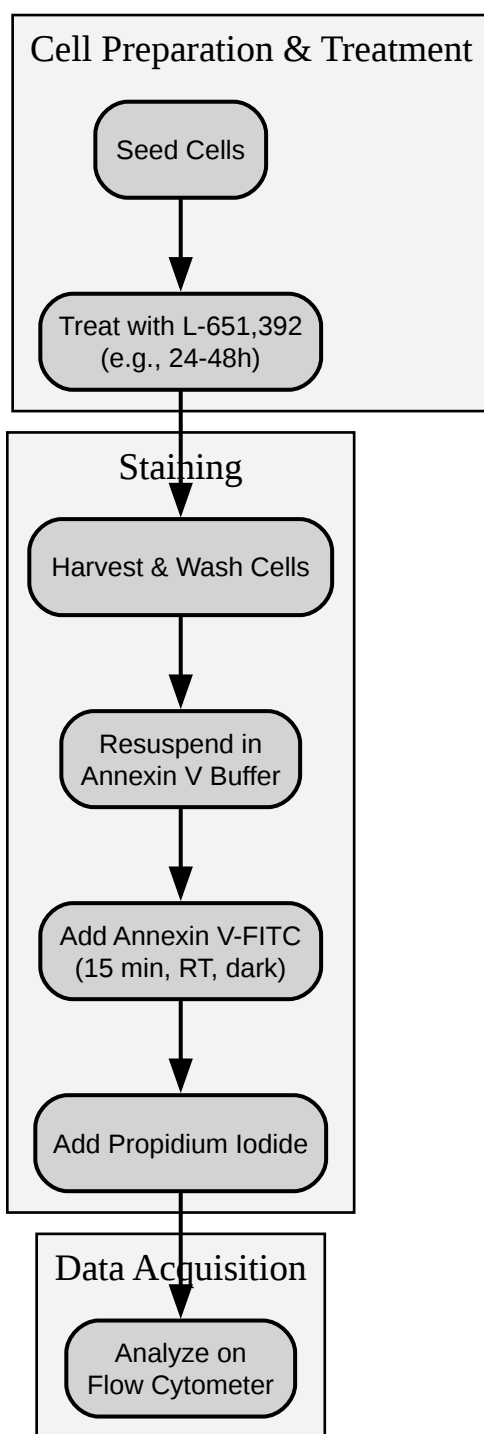 Cell Preparation & Treatment
Seed Cells
Treat with L-651,392
(e.g., 24-48h)
Staining
Harvest & Wash Cells
Resuspend in
Annexin V Buffer
Add Annexin V-FITC
(15 min, RT, dark)
Add Propidium Iodide
Data Acquisition
Analyze on
Flow Cytometer